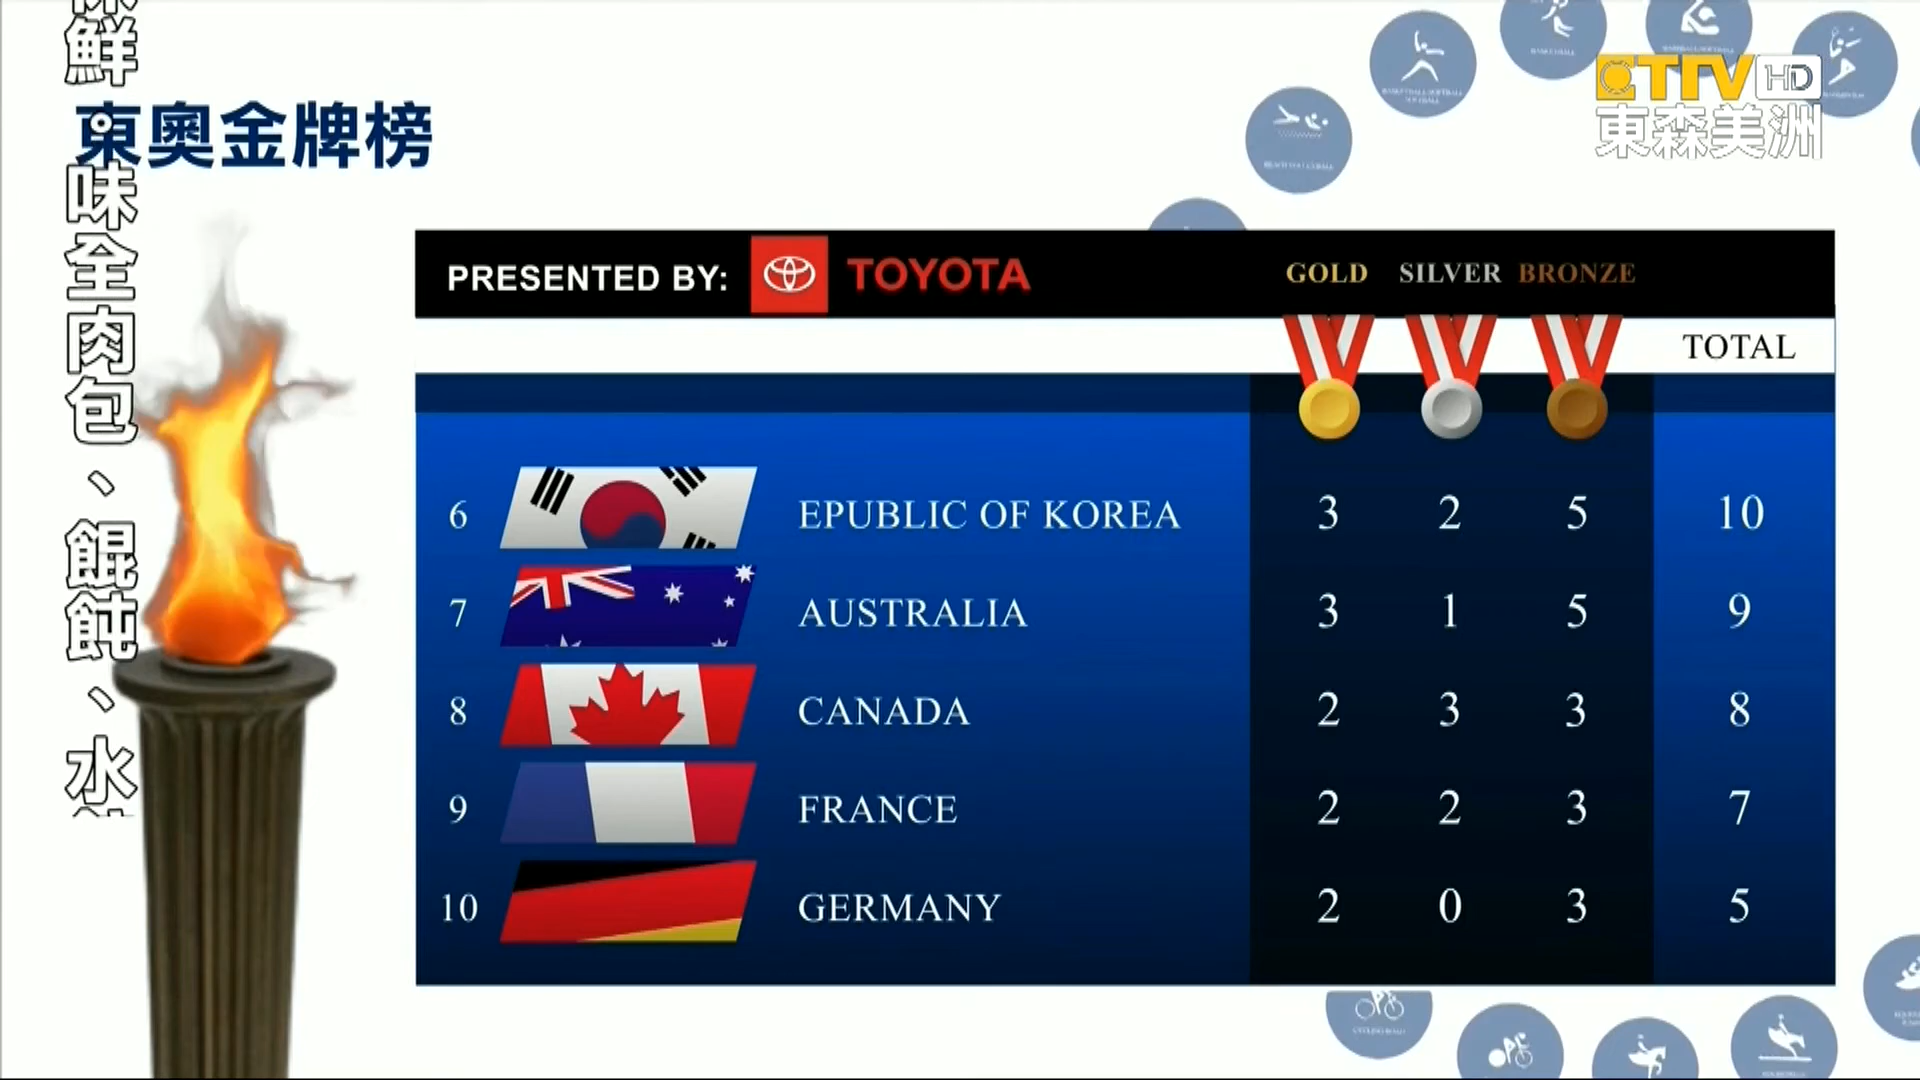 鮮。味全肉包、餛飩、水
東奧金牌榜
ETTV HD
東森美洲
PRESENTED BY: TOYOTA
GOLD SILVER BRONZE
TOTAL
6 EPUBLIC OF KOREA 3 2 5 10
7 AUSTRALIA 3 1 5 9
8 CANADA 2 3 3 8
9 FRANCE 2 2 3 7
10 GERMANY 2 0 3 5